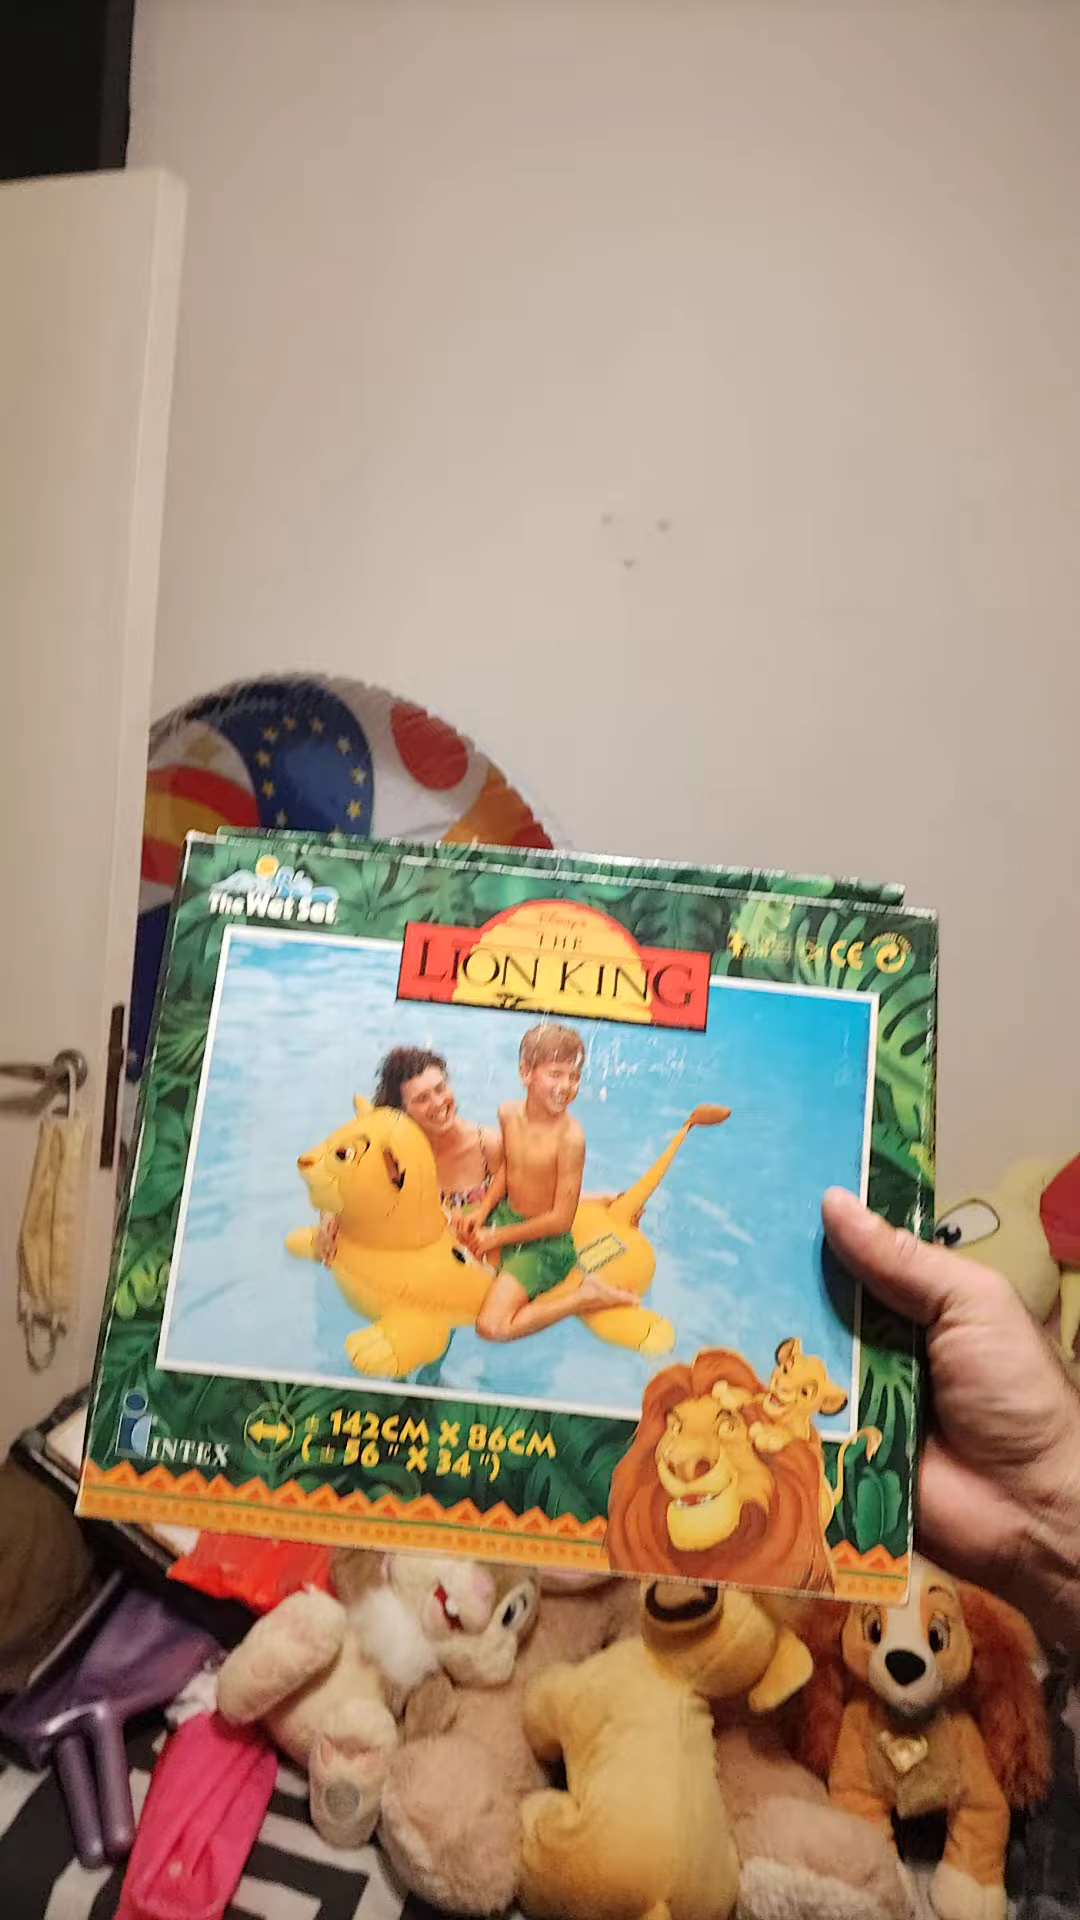 The Wet Set
Disney's
THE
LION KING
CE
INTEX
± 142CM X 86CM
(± 56" X 34")